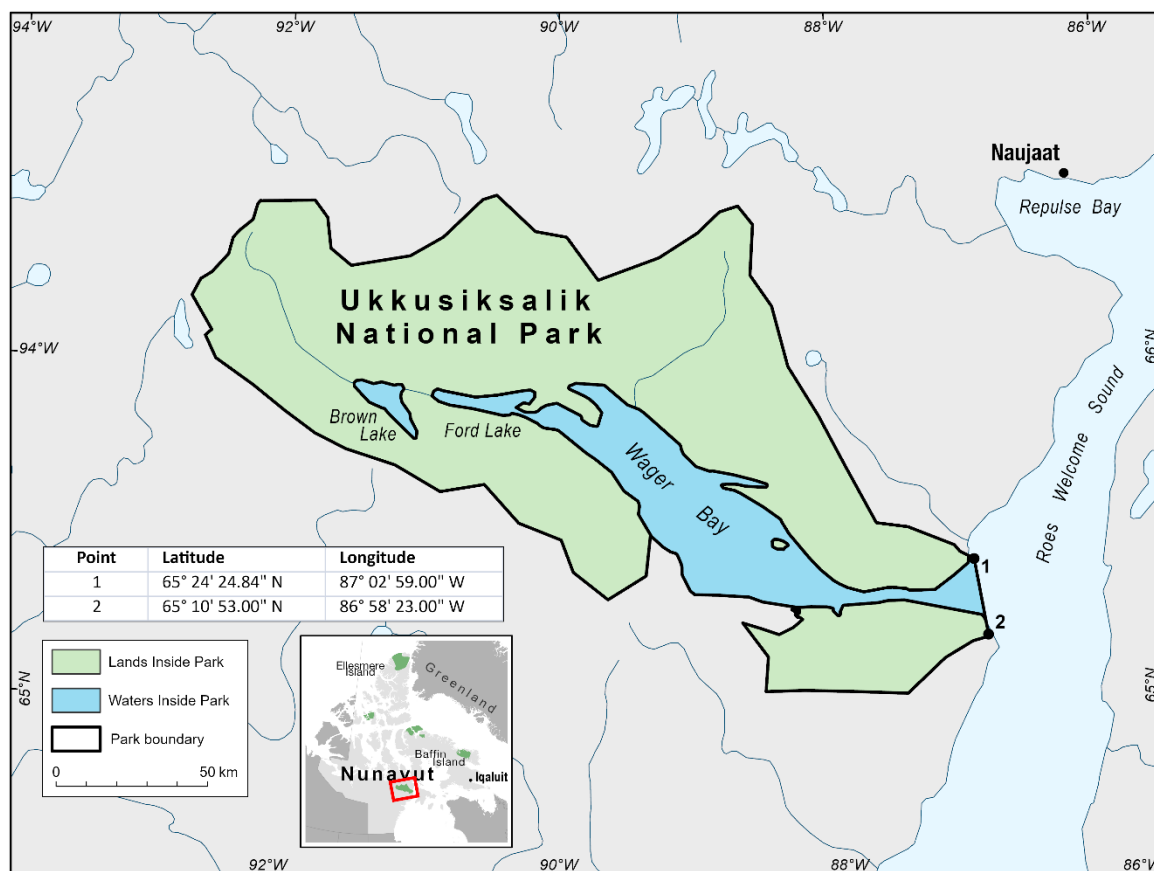 94°W 92°W 90°W 88°W 86°W
Naujaat
Repulse Bay
Ukkusiksalik
National Park
94°W
66°N
Brown
Lake
Ford Lake
Wager
Bay
Roes Welcome Sound
1
2
Point Latitude Longitude
1 65° 24' 24.84" N 87° 02' 59.00" W
2 65° 10' 53.00" N 86° 58' 23.00" W
65°N
65°N
Lands Inside Park
Waters Inside Park
Park boundary
0 50 km
Ellesmere
Island
Greenland
Baffin
Island
Nunavut
Iqaluit
92°W 90°W 88°W 86°W